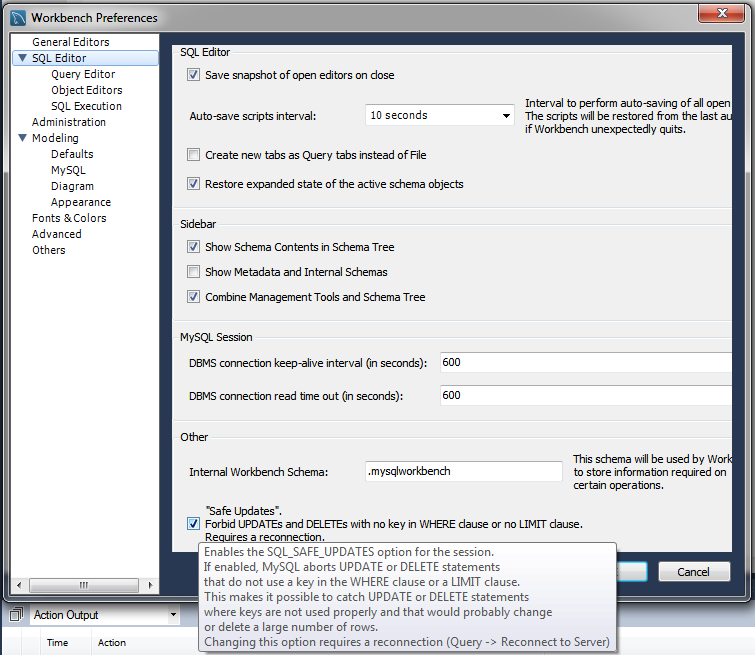 Workbench Preferences
General Editors
SQL Editor
Query Editor
Object Editors
SQL Execution
Administration
Modeling
Defaults
MySQL
Diagram
Appearance
Fonts & Colors
Advanced
Others
SQL Editor
Save snapshot of open editors on close
Auto-save scripts interval:
10 seconds
Interval to perform auto-saving of all open
The scripts will be restored from the last au
if Workbench unexpectedly quits.
Create new tabs as Query tabs instead of File
Restore expanded state of the active schema objects
Sidebar
Show Schema Contents in Schema Tree
Show Metadata and Internal Schemas
Combine Management Tools and Schema Tree
MySQL Session
DBMS connection keep-alive interval (in seconds): 600
DBMS connection read time out (in seconds): 600
Other
Internal Workbench Schema:
.mysqlworkbench
This schema will be used by Work
to store information required on
certain operations.
"Safe Updates".
Forbid UPDATEs and DELETEs with no key in WHERE clause or no LIMIT clause.
Requires a reconnection.
Enables the SQL_SAFE_UPDATES option for the session.
If enabled, MySQL aborts UPDATE or DELETE statements
that do not use a key in the WHERE clause or a LIMIT clause.
This makes it possible to catch UPDATE or DELETE statements
where keys are not used properly and that would probably change
or delete a large number of rows.
Changing this option requires a reconnection (Query -> Reconnect to Server)
Cancel
Action Output
Time Action